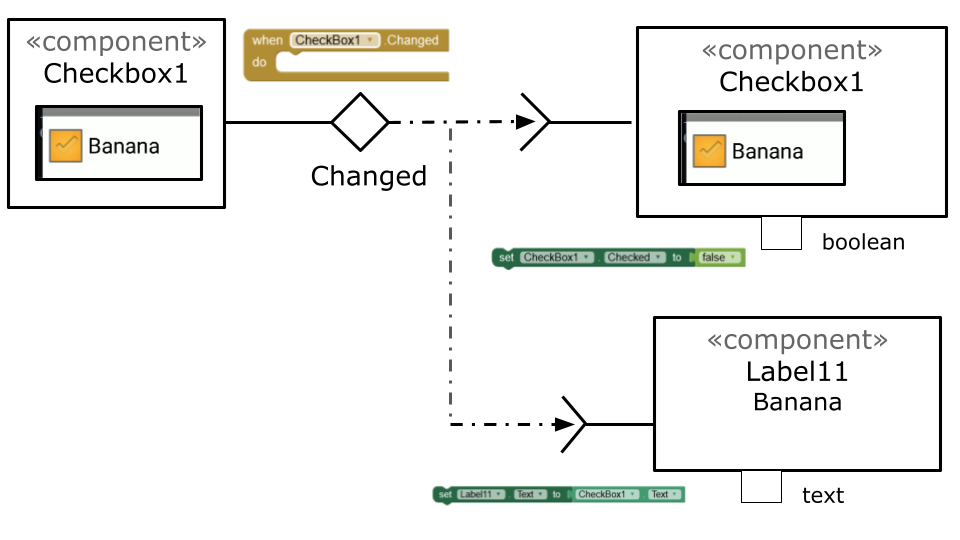 «component»
Checkbox1
Banana
when CheckBox1 .Changed
do
Changed
«component»
Checkbox1
Banana
boolean
set CheckBox1 . Checked to false
«component»
Label11
Banana
text
set Label11 . Text to CheckBox1 . Text